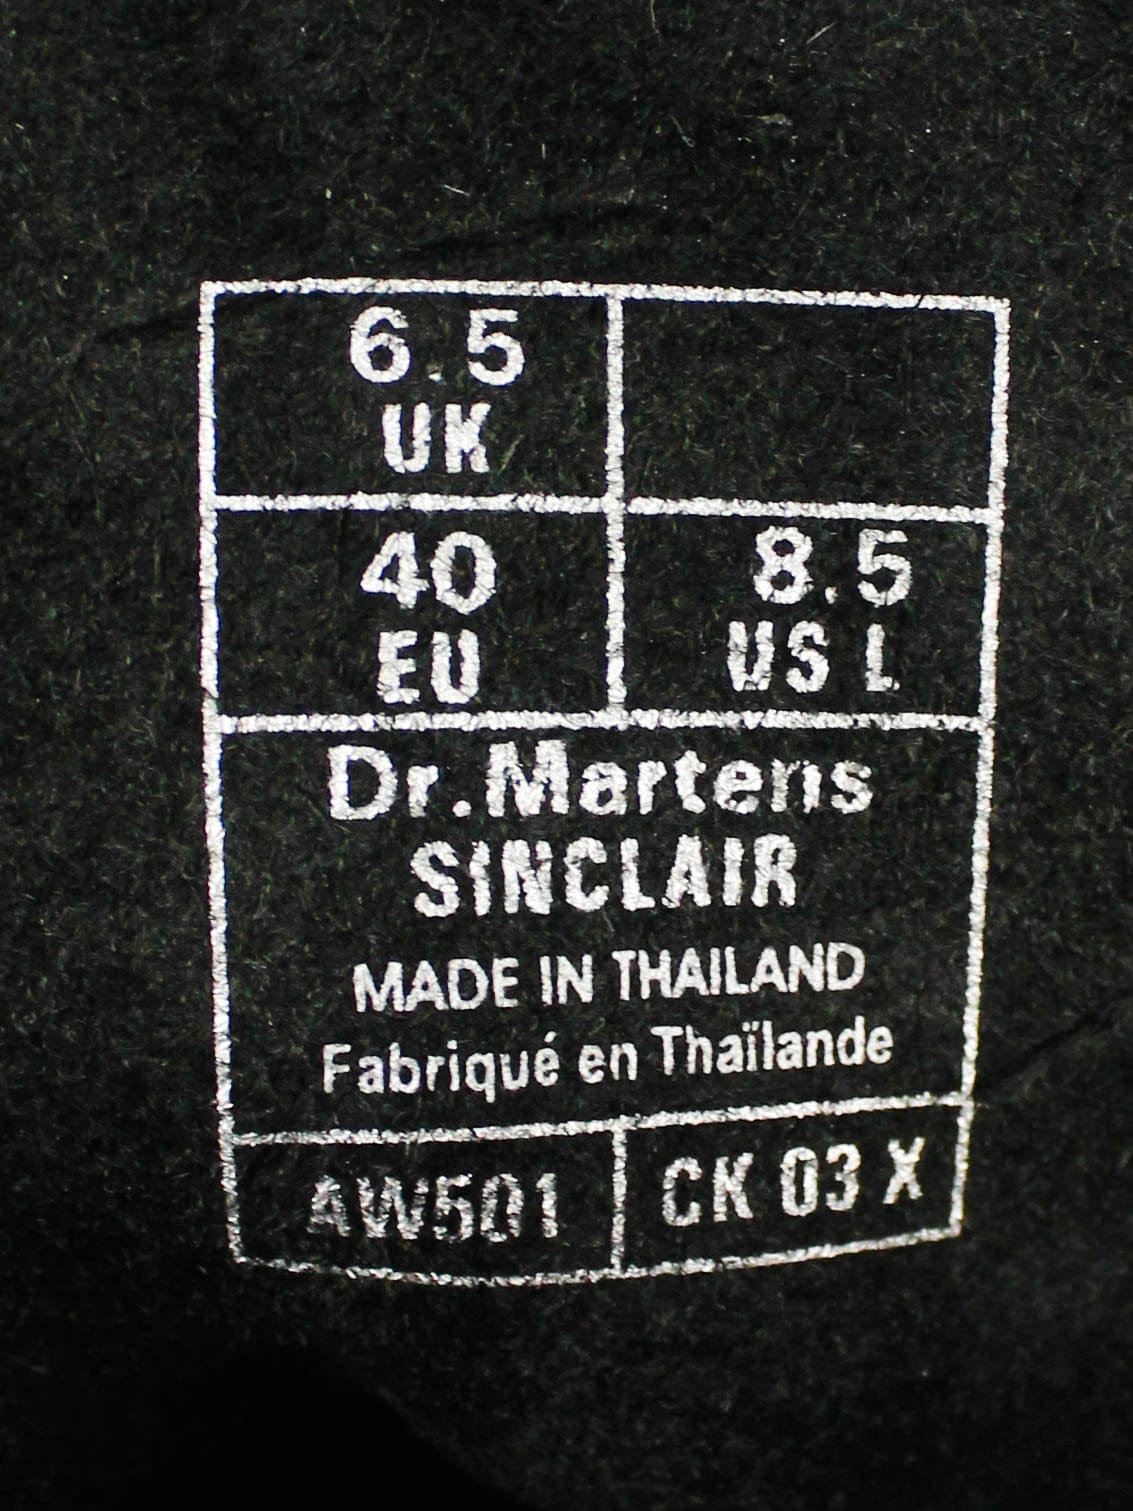 6.5
UK
40
EU
8.5
US L
Dr.Martens
SINCLAIR
MADE IN THAILAND
Fabriqué en Thaïlande
AW501
CK 03 X